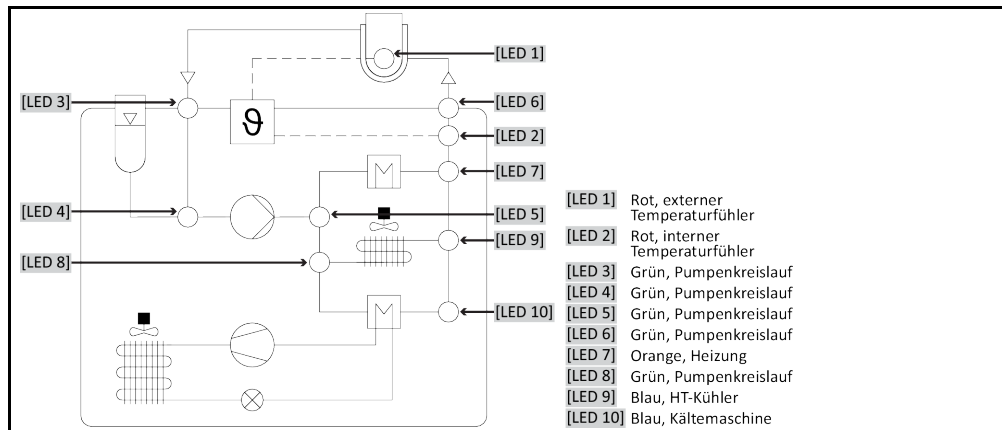 [LED 1]
[LED 3]
[LED 6]
ϑ
[LED 2]
[LED 7]
[LED 4]
[LED 5]
[LED 9]
[LED 8]
[LED 10]
[LED 1] Rot, externer
Temperaturfühler
[LED 2] Rot, interner
Temperaturfühler
[LED 3] Grün, Pumpenkreislauf
[LED 4] Grün, Pumpenkreislauf
[LED 5] Grün, Pumpenkreislauf
[LED 6] Grün, Pumpenkreislauf
[LED 7] Orange, Heizung
[LED 8] Grün, Pumpenkreislauf
[LED 9] Blau, HT-Kühler
[LED 10] Blau, Kältemaschine